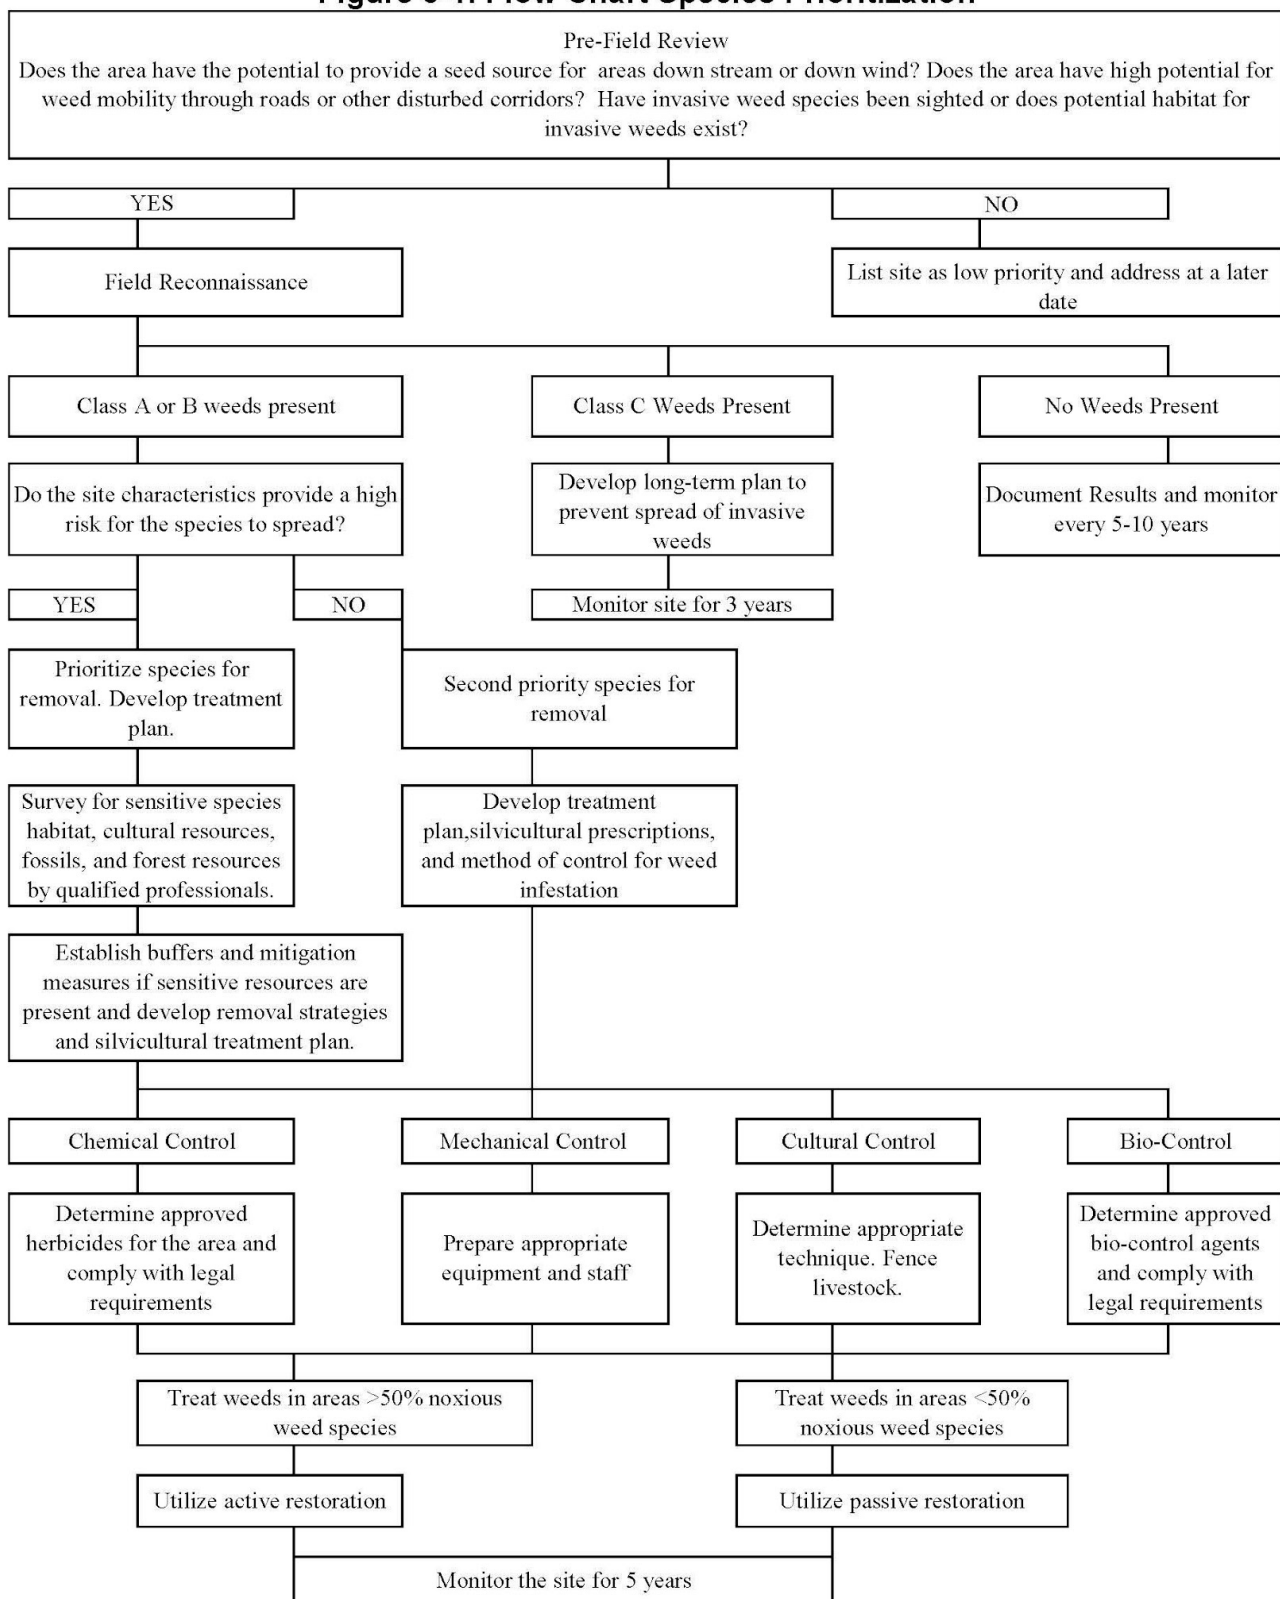 Figure 3-1. Flow Chart Species Prioritization
Pre-Field Review
Does the area have the potential to provide a seed source for areas down stream or down wind? Does the area have high potential for
weed mobility through roads or other disturbed corridors? Have invasive weed species been sighted or does potential habitat for
invasive weeds exist?
YES
NO
Field Reconnaissance
List site as low priority and address at a later
date
Class A or B weeds present
Class C Weeds Present
No Weeds Present
Do the site characteristics provide a high
risk for the species to spread?
Develop long-term plan to
prevent spread of invasive
weeds
Document Results and monitor
every 5-10 years
YES
NO
Monitor site for 3 years
Prioritize species for
removal. Develop treatment
plan.
Second priority species for
removal
Survey for sensitive species
habitat, cultural resources,
fossils, and forest resources
by qualified professionals.
Develop treatment
plan,silvicultural prescriptions,
and method of control for weed
infestation
Establish buffers and mitigation
measures if sensitive resources are
present and develop removal strategies
and silvicultural treatment plan.
Chemical Control
Mechanical Control
Cultural Control
Bio-Control
Determine approved
herbicides for the area and
comply with legal
requirements
Prepare appropriate
equipment and staff
Determine appropriate
technique. Fence
livestock.
Determine approved
bio-control agents
and comply with
legal requirements
Treat weeds in areas >50% noxious
weed species
Treat weeds in areas <50%
noxious weed species
Utilize active restoration
Utilize passive restoration
Monitor the site for 5 years